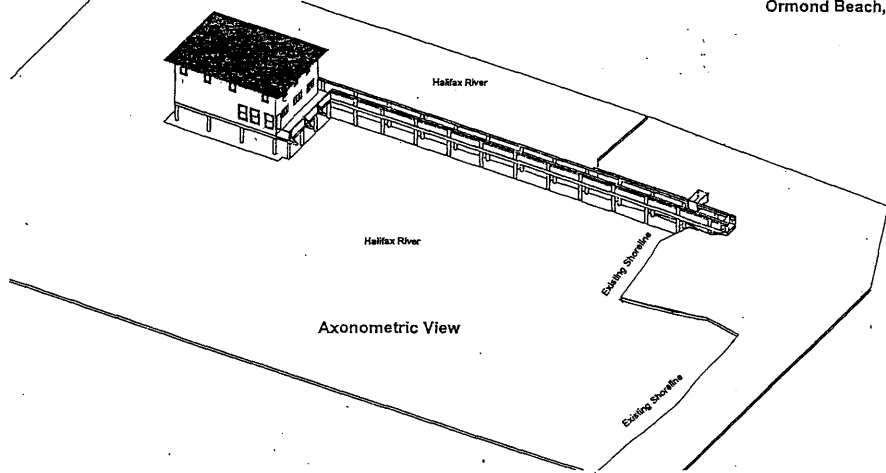 Ormond Beach,
Halifax River
Halifax River
Existing Shoreline
Axonometric View
Existing Shoreline